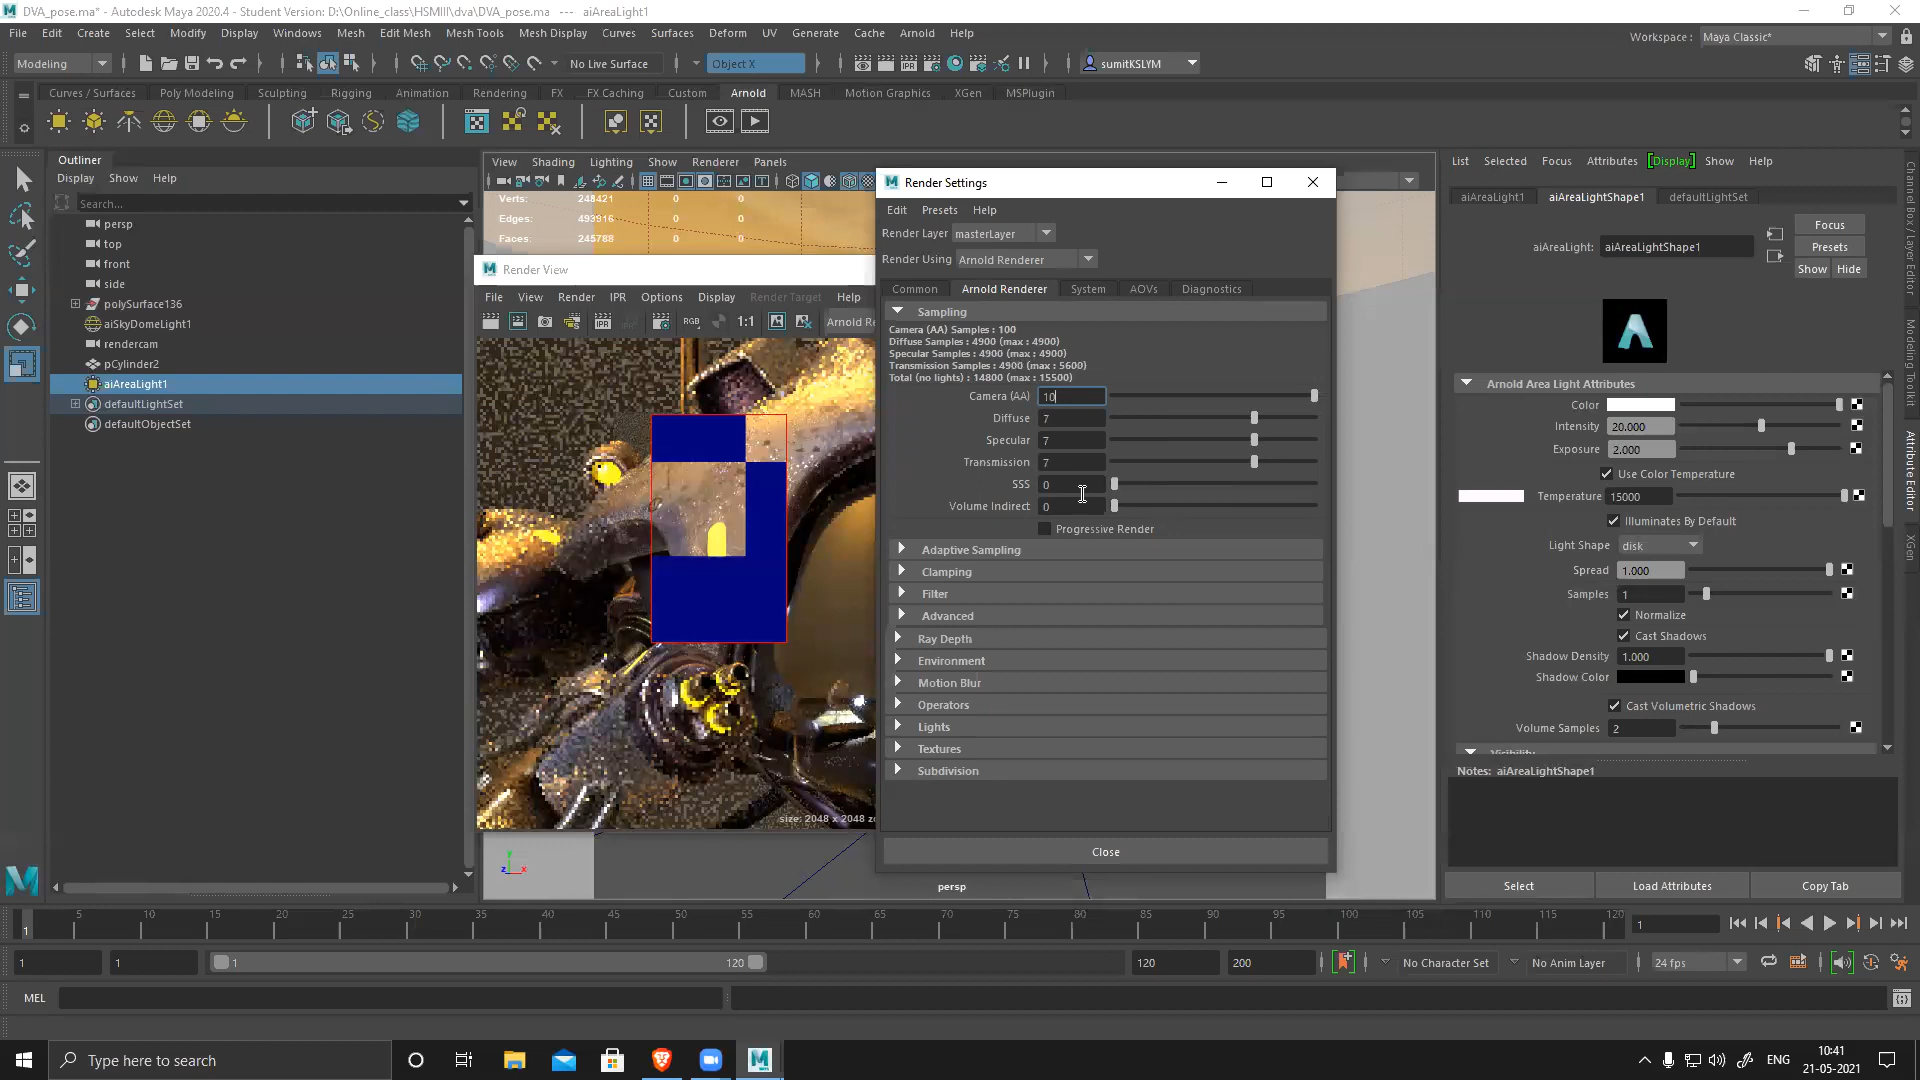 DVA_pose.ma* - Autodesk Maya 2020.4 - Student Version: D:\Online_class\HSMIII\dva\DVA_pose.ma --- aiAreaLight1
File Edit Create Select Modify Display Windows Mesh Edit Mesh Mesh Tools Mesh Display Curves Surfaces Deform UV Generate Cache Arnold Help
Workspace : Maya Classic*
Modeling No Live Surface Object X sumitKSLYM
Curves / Surfaces Poly Modeling Sculpting Rigging Animation Rendering FX FX Caching Custom Arnold MASH Motion Graphics XGen MSPlugin
Outliner
Display Show Help
Search...
persp
top
front
side
polySurface136
aiSkyDomeLight1
rendercam
pCylinder2
aiAreaLight1
defaultLightSet
defaultObjectSet
View Shading Lighting Show Renderer Panels
Verts: 248421 0 0
Edges: 493916 0 0
Faces: 245788 0 0
Render View
File View Render IPR Options Display Render Target Help
IPR RGB 1:1 Arnold Re
size: 2048 x 2048 zo
persp
Render Settings
Edit Presets Help
Render Layer masterLayer
Render Using Arnold Renderer
Common Arnold Renderer System AOVs Diagnostics
Sampling
Camera (AA) Samples : 100
Diffuse Samples : 4900 (max : 4900)
Specular Samples : 4900 (max : 4900)
Transmission Samples : 4900 (max : 5600)
Total (no lights) : 14800 (max : 15500)
Camera (AA) 10
Diffuse 7
Specular 7
Transmission 7
SSS 0
Volume Indirect 0
Progressive Render
Adaptive Sampling
Clamping
Filter
Advanced
Ray Depth
Environment
Motion Blur
Operators
Lights
Textures
Subdivision
Close
List Selected Focus Attributes Display Show Help
aiAreaLight1 aiAreaLightShape1 defaultLightSet
aiAreaLight: aiAreaLightShape1
Focus
Presets
Show Hide
Arnold Area Light Attributes
Color
Intensity 20.000
Exposure 2.000
Use Color Temperature
Temperature 15000
Illuminates By Default
Light Shape disk
Spread 1.000
Samples 1
Normalize
Cast Shadows
Shadow Density 1.000
Shadow Color
Cast Volumetric Shadows
Volume Samples 2
Visibility
Notes: aiAreaLightShape1
Select Load Attributes Copy Tab
Channel Box / Layer Editor
Modeling Toolkit
Attribute Editor
XGen
5 10 15 20 25 30 35 40 45 50 55 60 65 70 75 80 85 90 95 100 105 110 115 120
1 1
1 1 1 120 120 200 No Character Set No Anim Layer 24 fps
MEL
Type here to search
ENG
10:41
21-05-2021